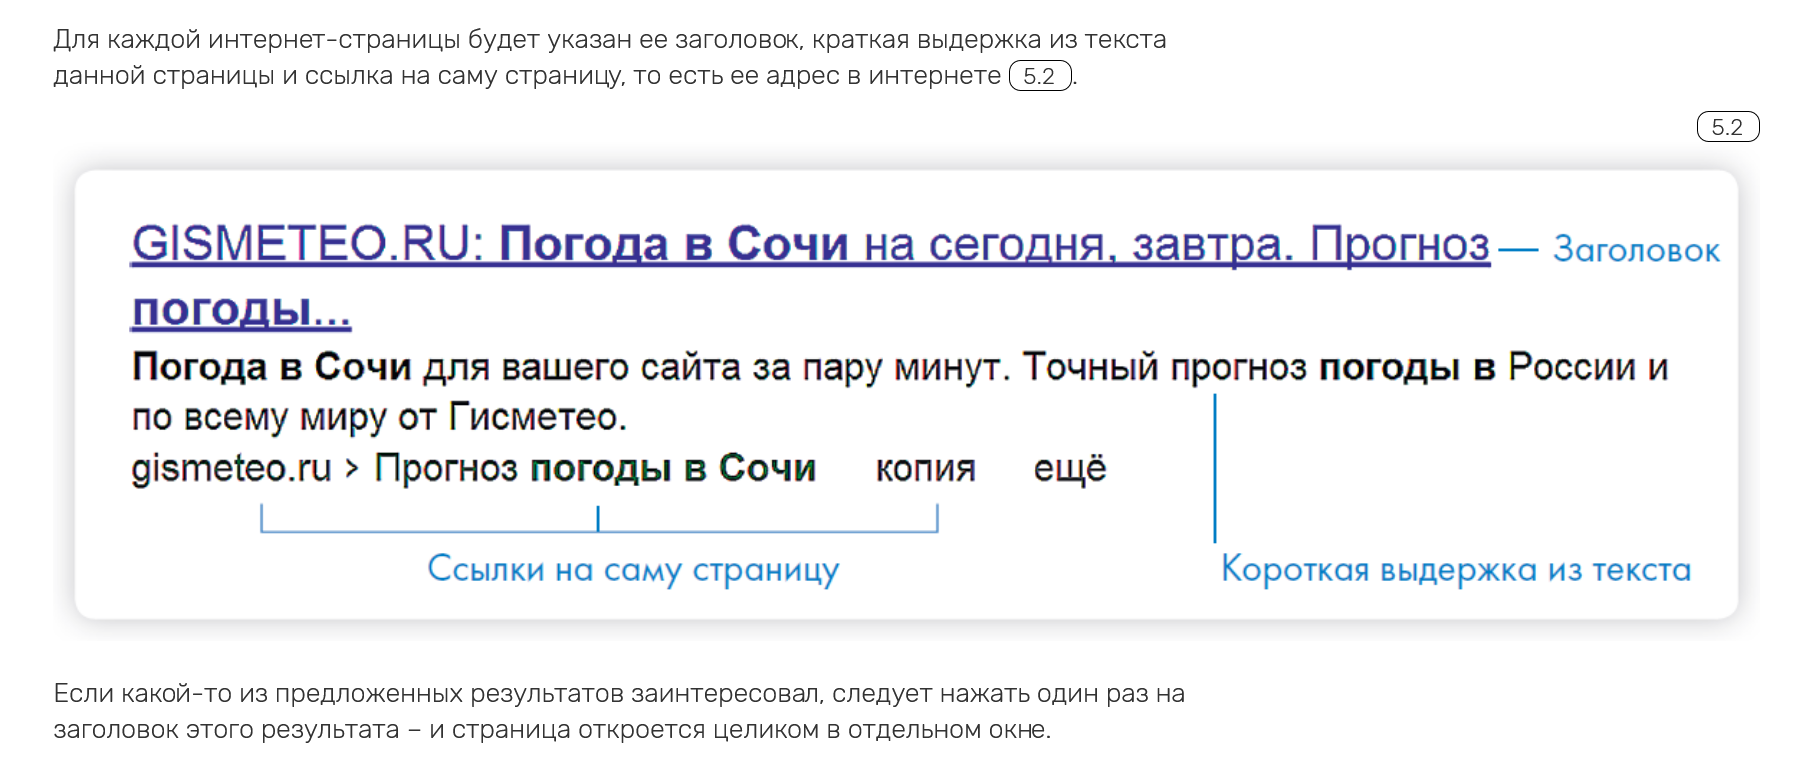 Для каждой интернет-страницы будет указан ее заголовок, краткая выдержка из текста
данной страницы и ссылка на саму страницу, то есть ее адрес в интернете 5.2.
5.2
GISMETEO.RU: Погода в Сочи на сегодня, завтра. Прогноз — Заголовок
погоды...
Погода в Сочи для вашего сайта за пару минут. Точный прогноз погоды в России и
по всему миру от Гисметео.
gismeteo.ru › Прогноз погоды в Сочи копия ещё
Ссылки на саму страницу Короткая выдержка из текста
Если какой-то из предложенных результатов заинтересовал, следует нажать один раз на
заголовок этого результата – и страница откроется целиком в отдельном окне.